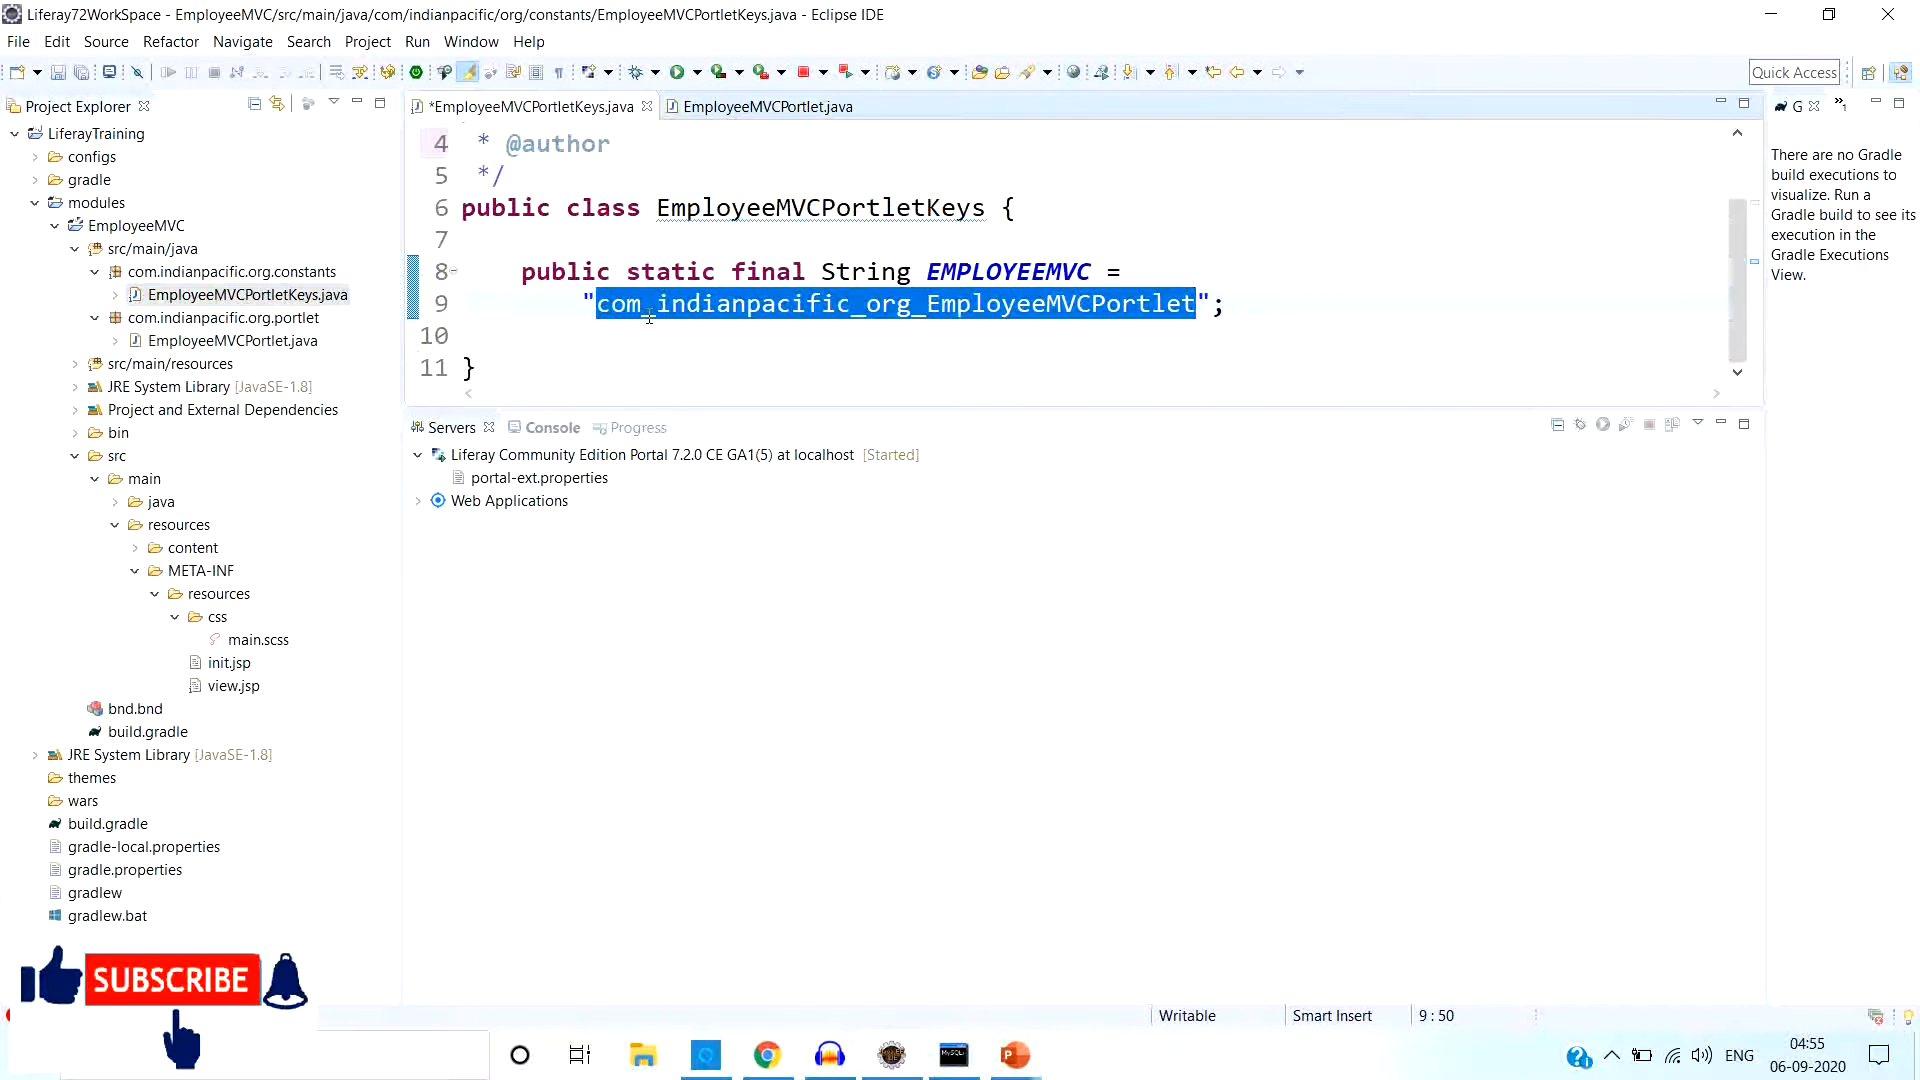 Liferay72WorkSpace - EmployeeMVC/src/main/java/com/indianpacific/org/constants/EmployeeMVCPortletKeys.java - Eclipse IDE
File Edit Source Refactor Navigate Search Project Run Window Help
Quick Access
Project Explorer
LiferayTraining
configs
gradle
modules
EmployeeMVC
src/main/java
com.indianpacific.org.constants
EmployeeMVCPortletKeys.java
com.indianpacific.org.portlet
EmployeeMVCPortlet.java
src/main/resources
JRE System Library [JavaSE-1.8]
Project and External Dependencies
bin
src
main
java
resources
content
META-INF
resources
css
main.scss
init.jsp
view.jsp
bnd.bnd
build.gradle
JRE System Library [JavaSE-1.8]
themes
wars
build.gradle
gradle-local.properties
gradle.properties
gradlew
gradlew.bat
*EmployeeMVCPortletKeys.java EmployeeMVCPortlet.java
4 * @author
5 */
6 public class EmployeeMVCPortletKeys {
7
8 public static final String EMPLOYEEMVC =
9 "com_indianpacific_org_EmployeeMVCPortlet";
10
11 }
Servers Console Progress
Liferay Community Edition Portal 7.2.0 CE GA1(5) at localhost [Started]
portal-ext.properties
Web Applications
G
There are no Gradle
build executions to
visualize. Run a
Gradle build to see its
execution in the
Gradle Executions
View.
SUBSCRIBE
Writable Smart Insert 9 : 50
MySQL
ENG
04:55
06-09-2020